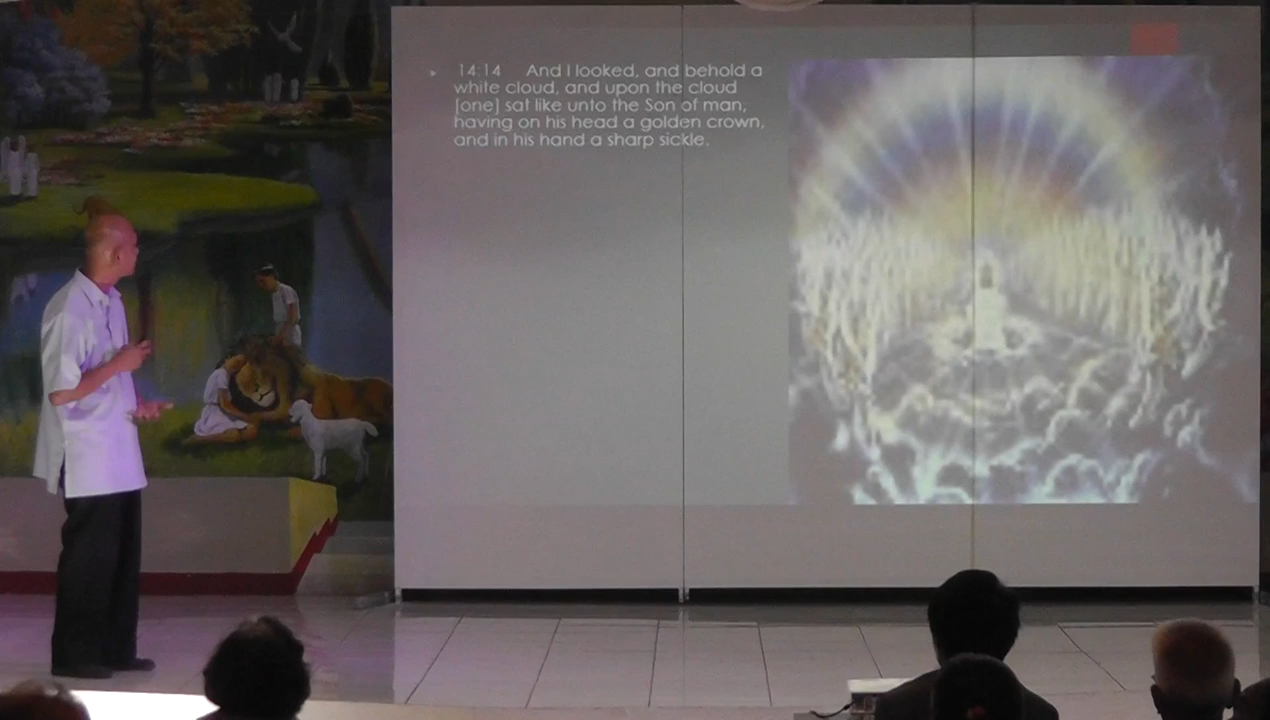 14:14 And I looked, and behold a
white cloud, and upon the cloud
[one] sat like unto the Son of man,
having on his head a golden crown,
and in his hand a sharp sickle.